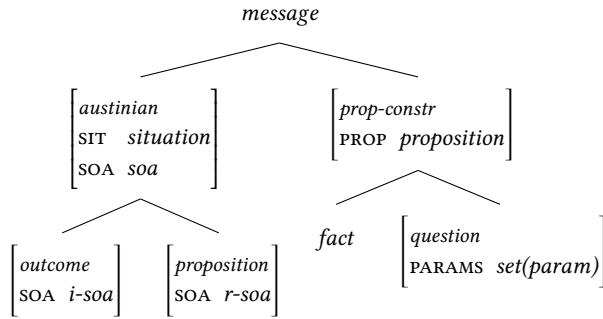 message
austinian
SIT situation
SOA soa
prop-constr
PROP proposition
outcome
SOA i-soa
proposition
SOA r-soa
fact
question
PARAMS set(param)